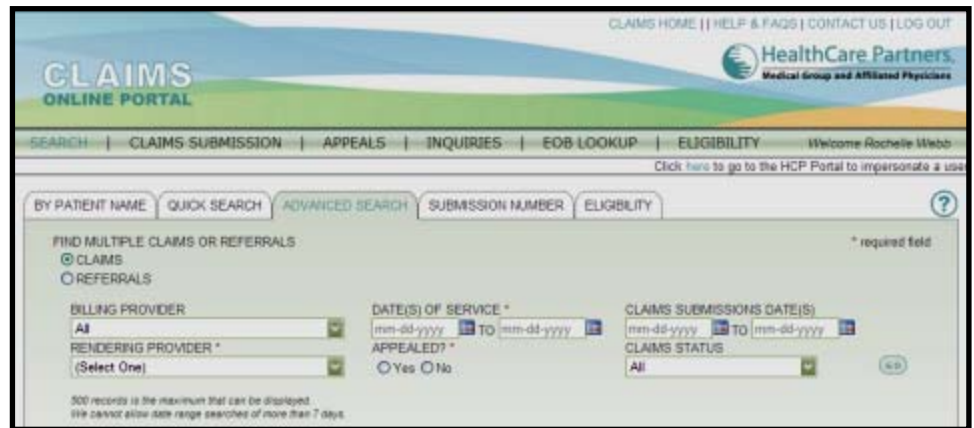 CLAIMS HOME | | HELP & FAQS | CONTACT US | LOG OUT
HealthCare Partners,
Medical Group and Affiliated Physicians
CLAIMS
ONLINE PORTAL
SEARCH | CLAIMS SUBMISSION | APPEALS | INQUIRIES | EOB LOOKUP | ELIGIBILITY Welcome Rochelle Webb
Click here to go to the HCP Portal to impersonate a user
BY PATIENT NAME QUICK SEARCH ADVANCED SEARCH SUBMISSION NUMBER ELIGIBILITY ?
FIND MULTIPLE CLAIMS OR REFERRALS * required field
CLAIMS
REFERRALS
BILLING PROVIDER DATE(S) OF SERVICE * CLAIMS SUBMISSIONS DATE(S)
All mm-dd-yyyy TO mm-dd-yyyy mm-dd-yyyy TO mm-dd-yyyy
RENDERING PROVIDER * APPEALED? * CLAIMS STATUS
(Select One) Yes No All GO
500 records is the maximum that can be displayed.
We cannot allow date range searches of more than 7 days.